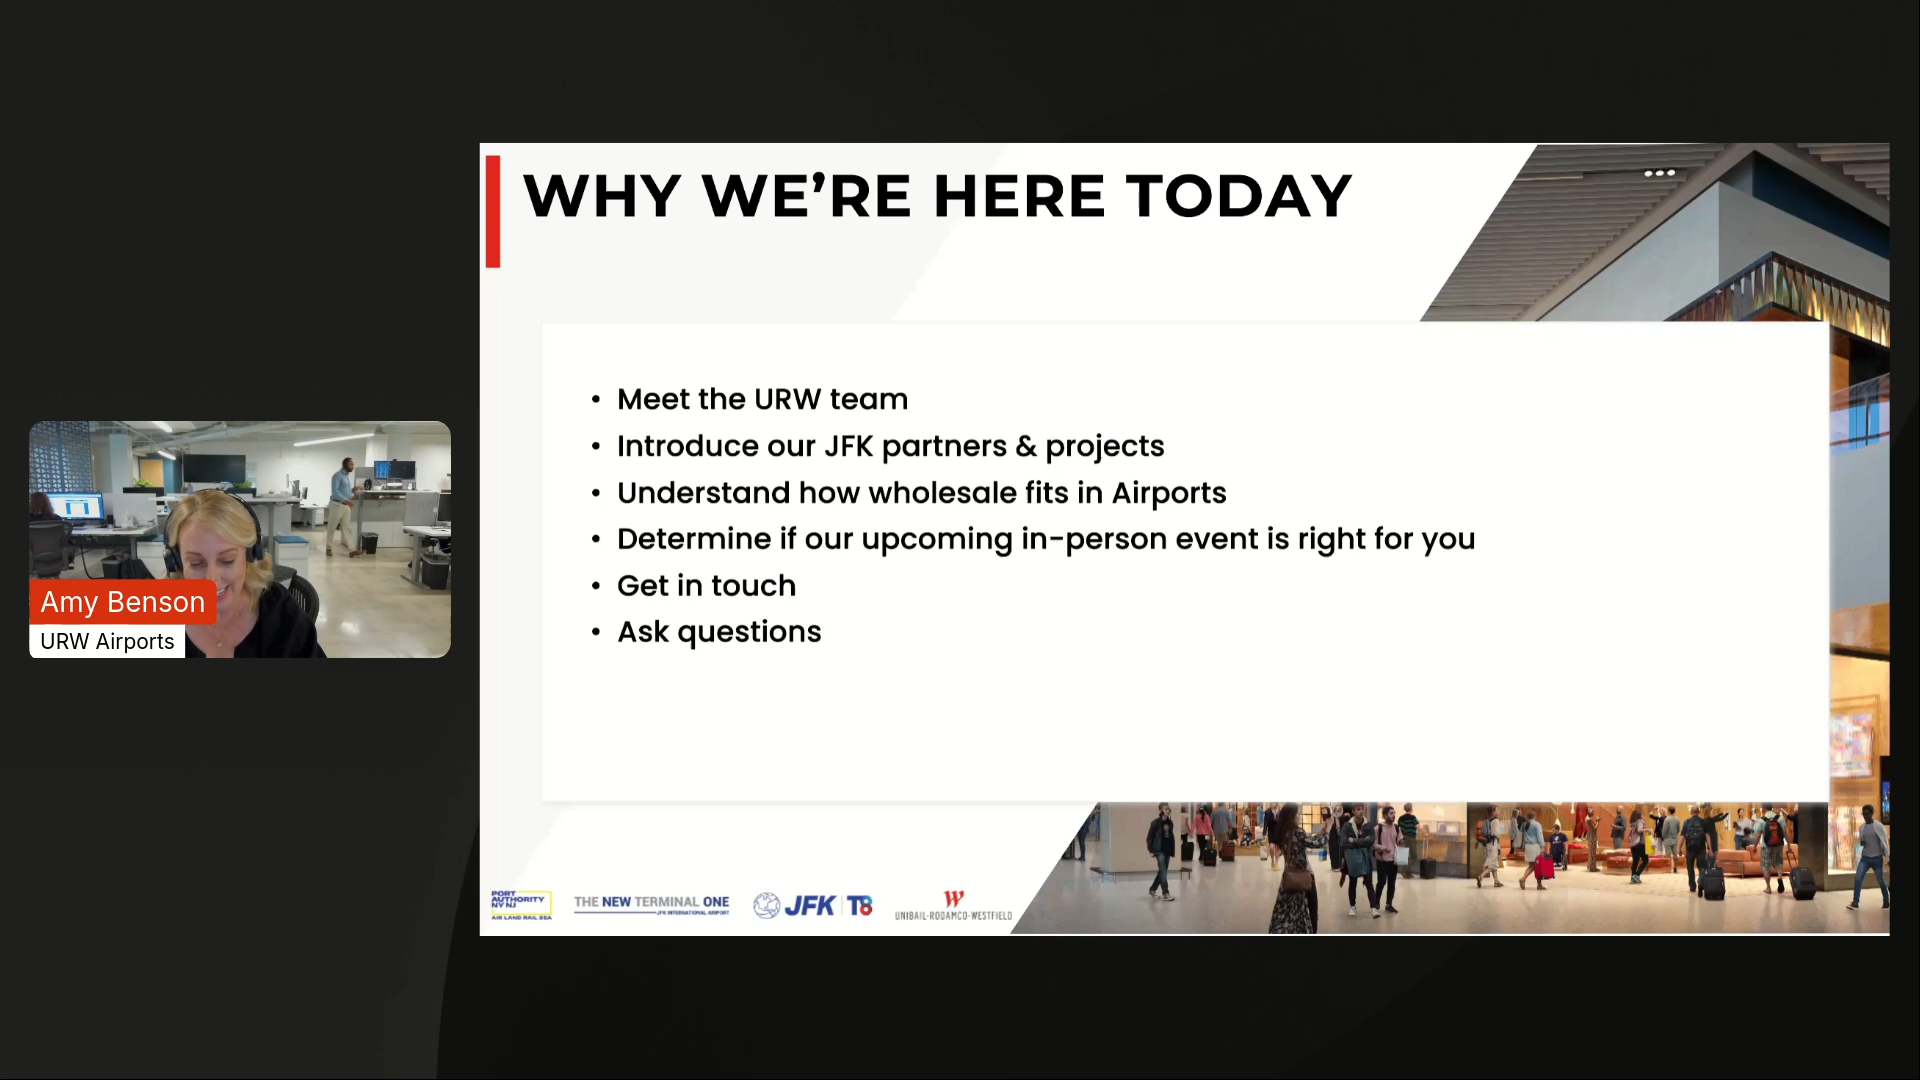 WHY WE’RE HERE TODAY
• Meet the URW team
• Introduce our JFK partners & projects
• Understand how wholesale fits in Airports
• Determine if our upcoming in-person event is right for you
• Get in touch
• Ask questions
Amy Benson
URW Airports
PORT
AUTHORITY
NY NJ
AIR LAND RAIL SEA
THE NEW TERMINAL ONE
JFK INTERNATIONAL AIRPORT
JFK T8
UNIBAIL-RODAMCO-WESTFIELD